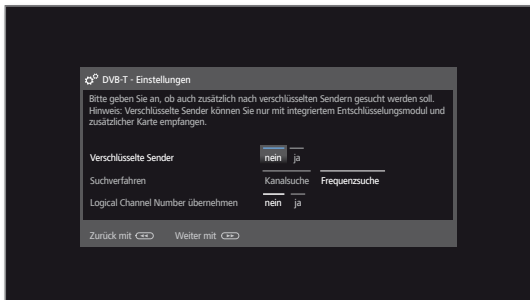 DVB-T - Einstellungen
Bitte geben Sie an, ob auch zusätzlich nach verschlüsselten Sendern gesucht werden soll.
Hinweis: Verschlüsselte Sender können Sie nur mit integriertem Entschlüsselungsmodul und
zusätzlicher Karte empfangen.
Verschlüsselte Sender nein ja
Suchverfahren Kanalsuche Frequenzsuche
Logical Channel Number übernehmen nein ja
Zurück mit Weiter mit